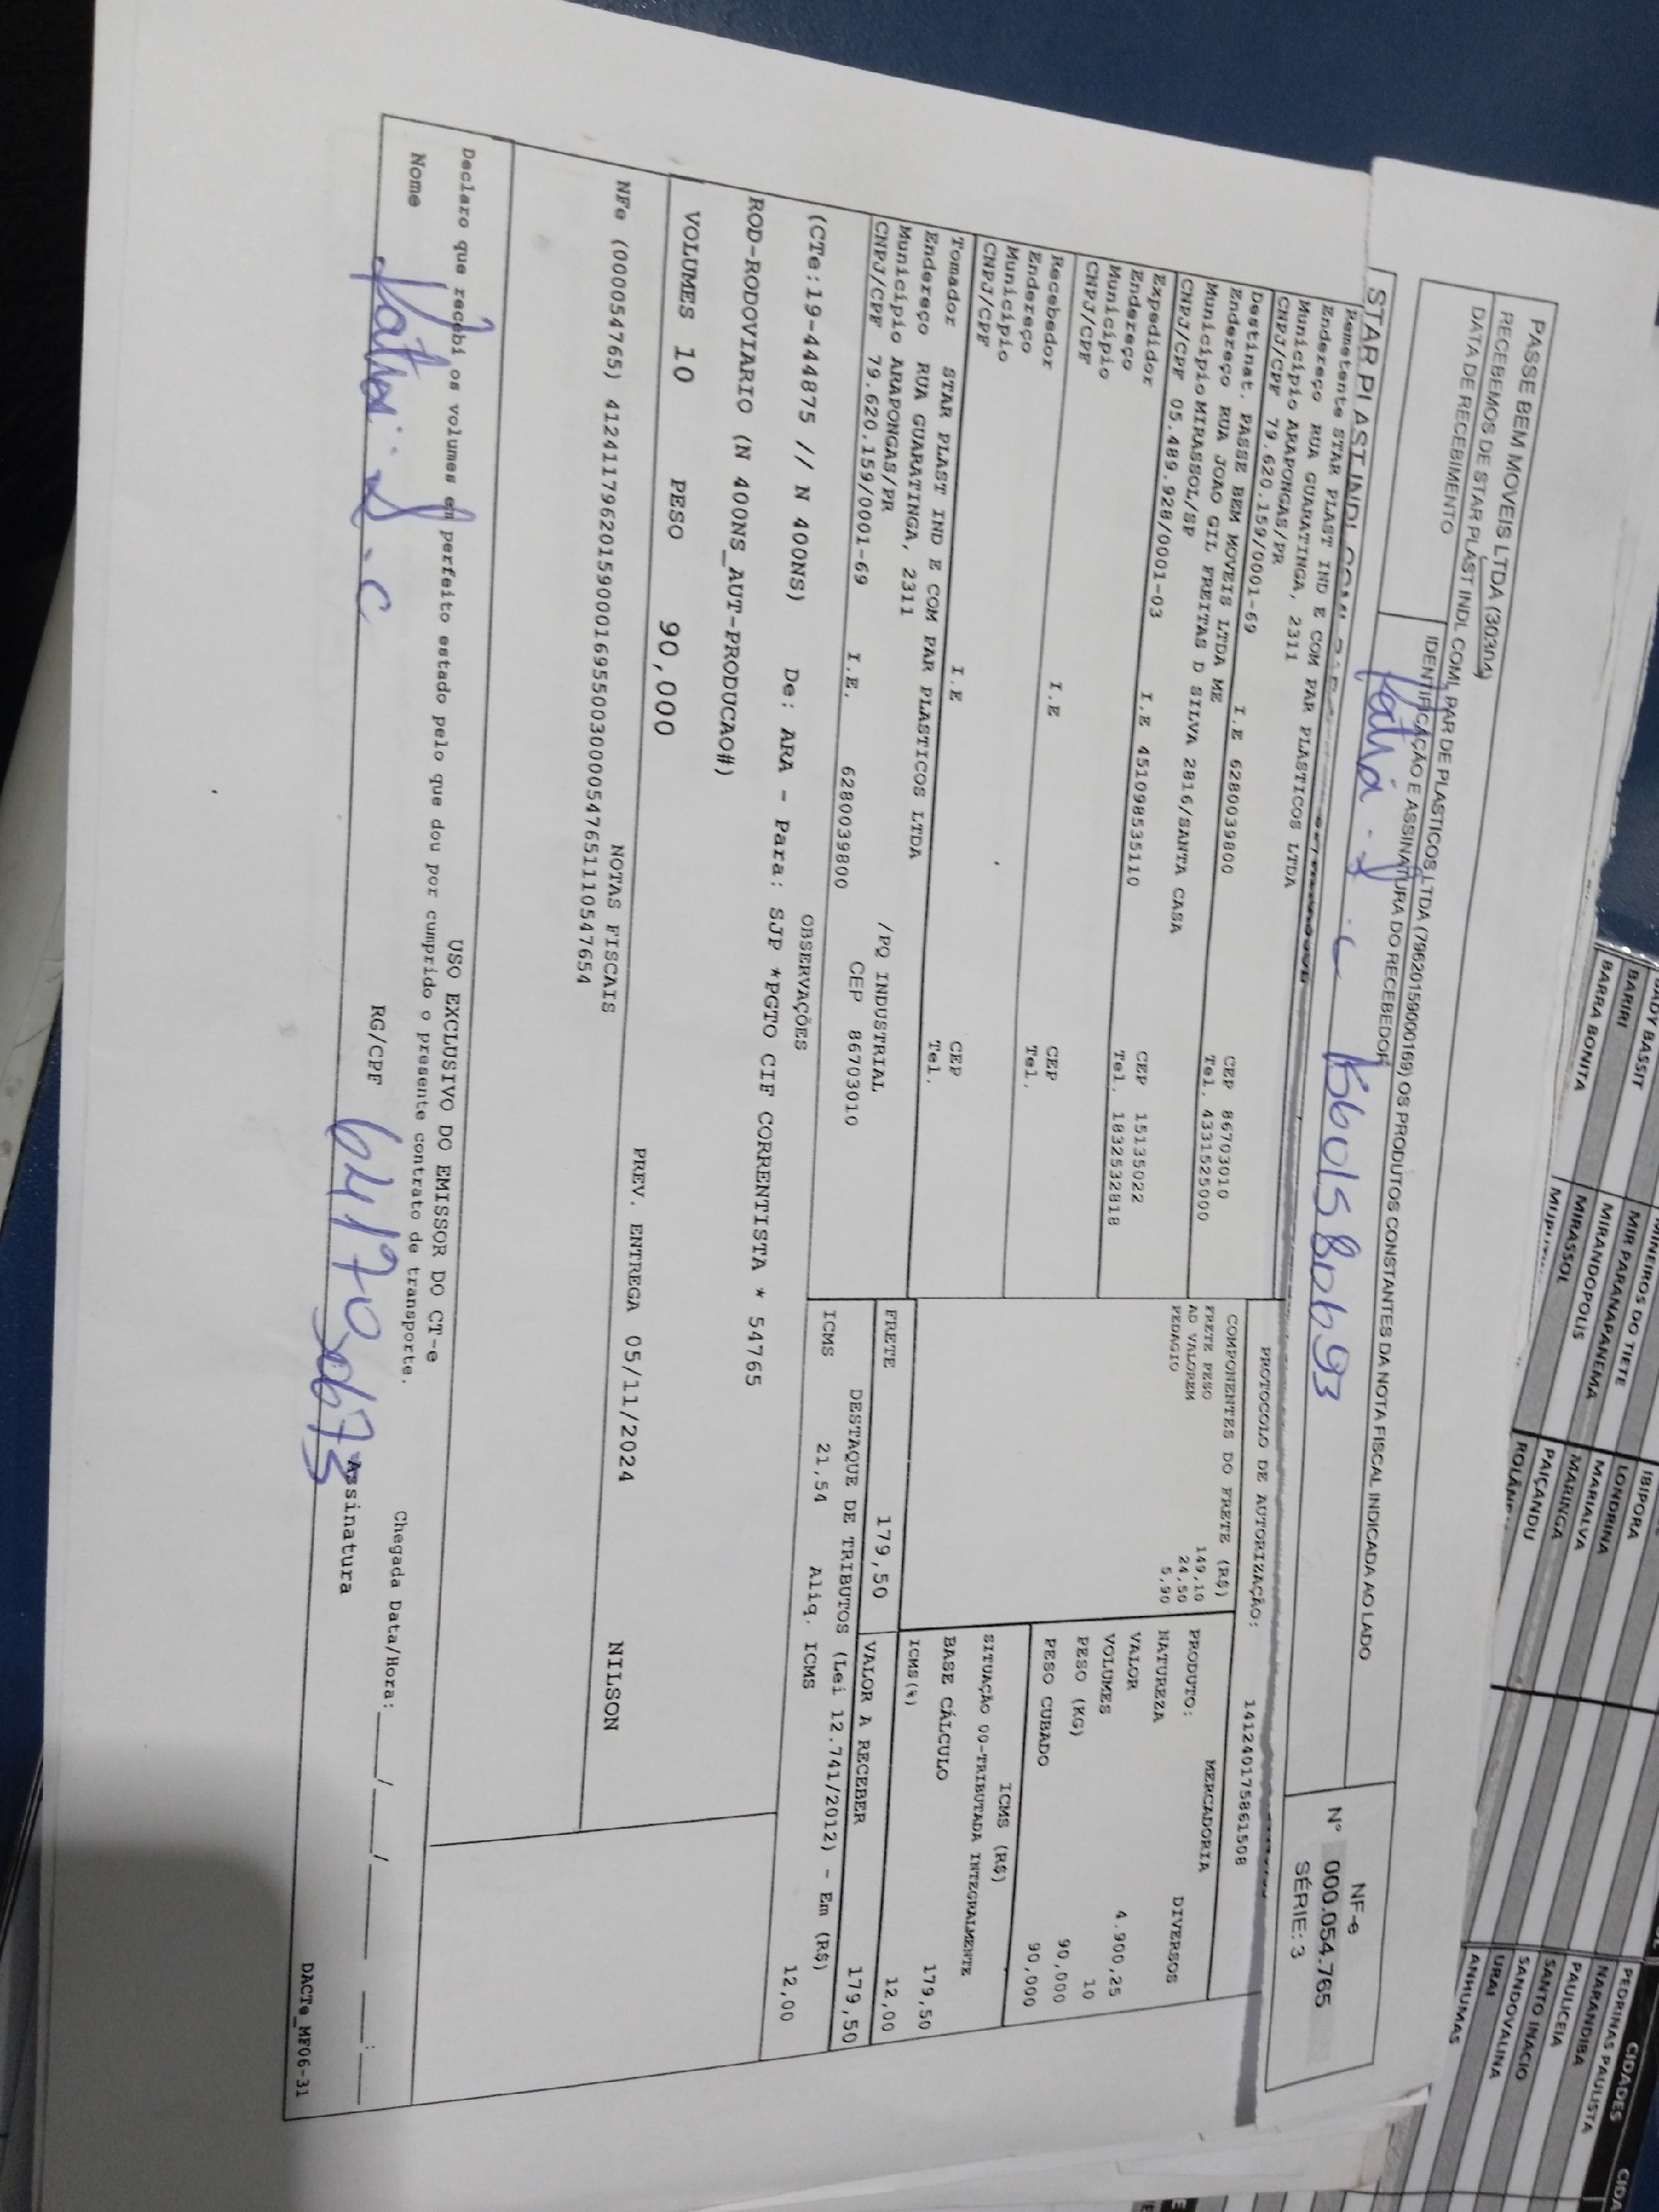 PASSE BEM MOVEIS LTDA (30304)
RECEBEMOS DE STAR PLAST INDL COML PAR DE PLASTICOS LTDA (79620159000169) OS PRODUTOS CONSTANTES DA NOTA FISCAL INDICADA AO LADO
DATA DE RECEBIMENTO
IDENTIFICAÇÃO E ASSINATURA DO RECEBEDOR
NF-e
Nº 000.054.765
SÉRIE: 3
STAR PLAST INDL COML PAR
PROTOCOLO DE AUTORIZAÇÃO: 141240175861508
Remetente STAR PLAST IND E COM PAR PLASTICOS LTDA
Endereço RUA GUARATINGA, 2311
Município ARAPONGAS/PR CEP 86703010
CNPJ/CPF 79.620.159/0001-69 I.E 6280039800 Tel. 4331525000
Destinat. PASSE BEM MOVEIS LTDA ME
Endereço RUA JOAO GIL FREITAS D SILVA 2816/SANTA CASA
Município MIRASSOL/SP CEP 15135022
CNPJ/CPF 05.489.928/0001-03 I.E 451098535110 Tel. 1832532818
Expedidor
Endereço
Município CEP
CNPJ/CPF I.E Tel.
Recebedor
Endereço
Município CEP
CNPJ/CPF I.E Tel.
Tomador STAR PLAST IND E COM PAR PLASTICOS LTDA
Endereço RUA GUARATINGA, 2311 /PQ INDUSTRIAL
Município ARAPONGAS/PR CEP 86703010
CNPJ/CPF 79.620.159/0001-69 I.E. 6280039800
COMPONENTES DO FRETE (R$)
FRETE PESO 149,10
AD VALOREM 24,50
PEDAGIO 5,90
MERCADORIA
PRODUTO: DIVERSOS
NATUREZA
VALOR 4.900,25
VOLUMES 10
PESO (KG) 90,000
PESO CUBADO 90,000
ICMS (R$)
SITUAÇÃO 00-TRIBUTADA INTEGRALMENTE
BASE CÁLCULO 179,50
ICMS(%) 12,00
FRETE 179,50
VALOR A RECEBER 179,50
DESTAQUE DE TRIBUTOS (Lei 12.741/2012) - Em (R$)
ICMS 21,54 Aliq. ICMS 12,00
OBSERVAÇÕES
(CTe:19-444875 // N 400NS) De: ARA - Para: SJP *PGTO CIF CORRENTISTA * 54765
ROD-RODOVIARIO (N 400NS_AUT-PRODUCAO#)
VOLUMES 10 PESO 90,000 PREV. ENTREGA 05/11/2024 NILSON
NOTAS FISCAIS
NFe (000054765) 41241179620159000169550030000547651110547654
USO EXCLUSIVO DO EMISSOR DO CT-e
Declaro que recebi os volumes em perfeito estado pelo que dou por cumprido o presente contrato de transporte.
Chegada Data/Hora: ___/___/_____ ___:___
Nome RG/CPF Assinatura
DACTe_MF06-31
BADY BASSIT
BARIRI
BARRA BONITA
MINEIROS DO TIETE
MIR PARANAPANEMA
MIRANDOPOLIS
MIRASSOL
IBIPORA
LONDRINA
MARIALVA
MARINGA
PAIÇANDU
CIDADES
PEDRINAS PAULISTA
NARANDIBA
PAULICEIA
SANTO INACIO
SANDOVALINA
URAI
ANHUMAS